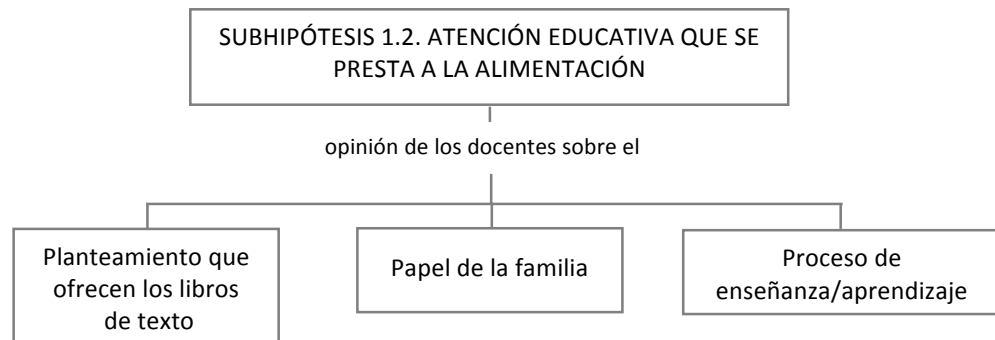 SUBHIPÓTESIS 1.2. ATENCIÓN EDUCATIVA QUE SE
PRESTA A LA ALIMENTACIÓN
opinión de los docentes sobre el
Planteamiento que
ofrecen los libros
de texto
Papel de la familia
Proceso de
enseñanza/aprendizaje